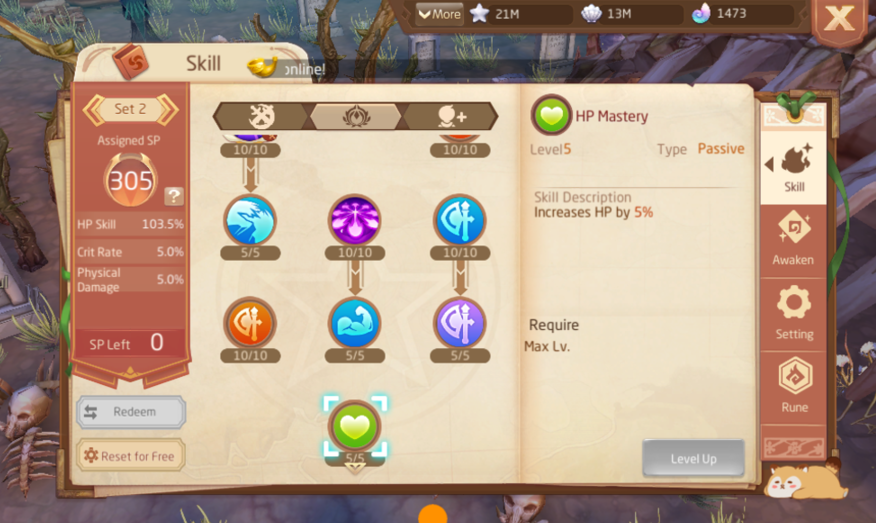 More
21M
13M
1473
Skill
online!
Set 2
Assigned SP
305
?
HP Skill 103.5%
Crit Rate 5.0%
Physical Damage 5.0%
SP Left 0
Redeem
Reset for Free
10/10
10/10
5/5
10/10
10/10
10/10
5/5
5/5
5/5
HP Mastery
Level5
Type Passive
Skill Description
Increases HP by 5%
Require
Max Lv.
Level Up
Skill
Awaken
Setting
Rune